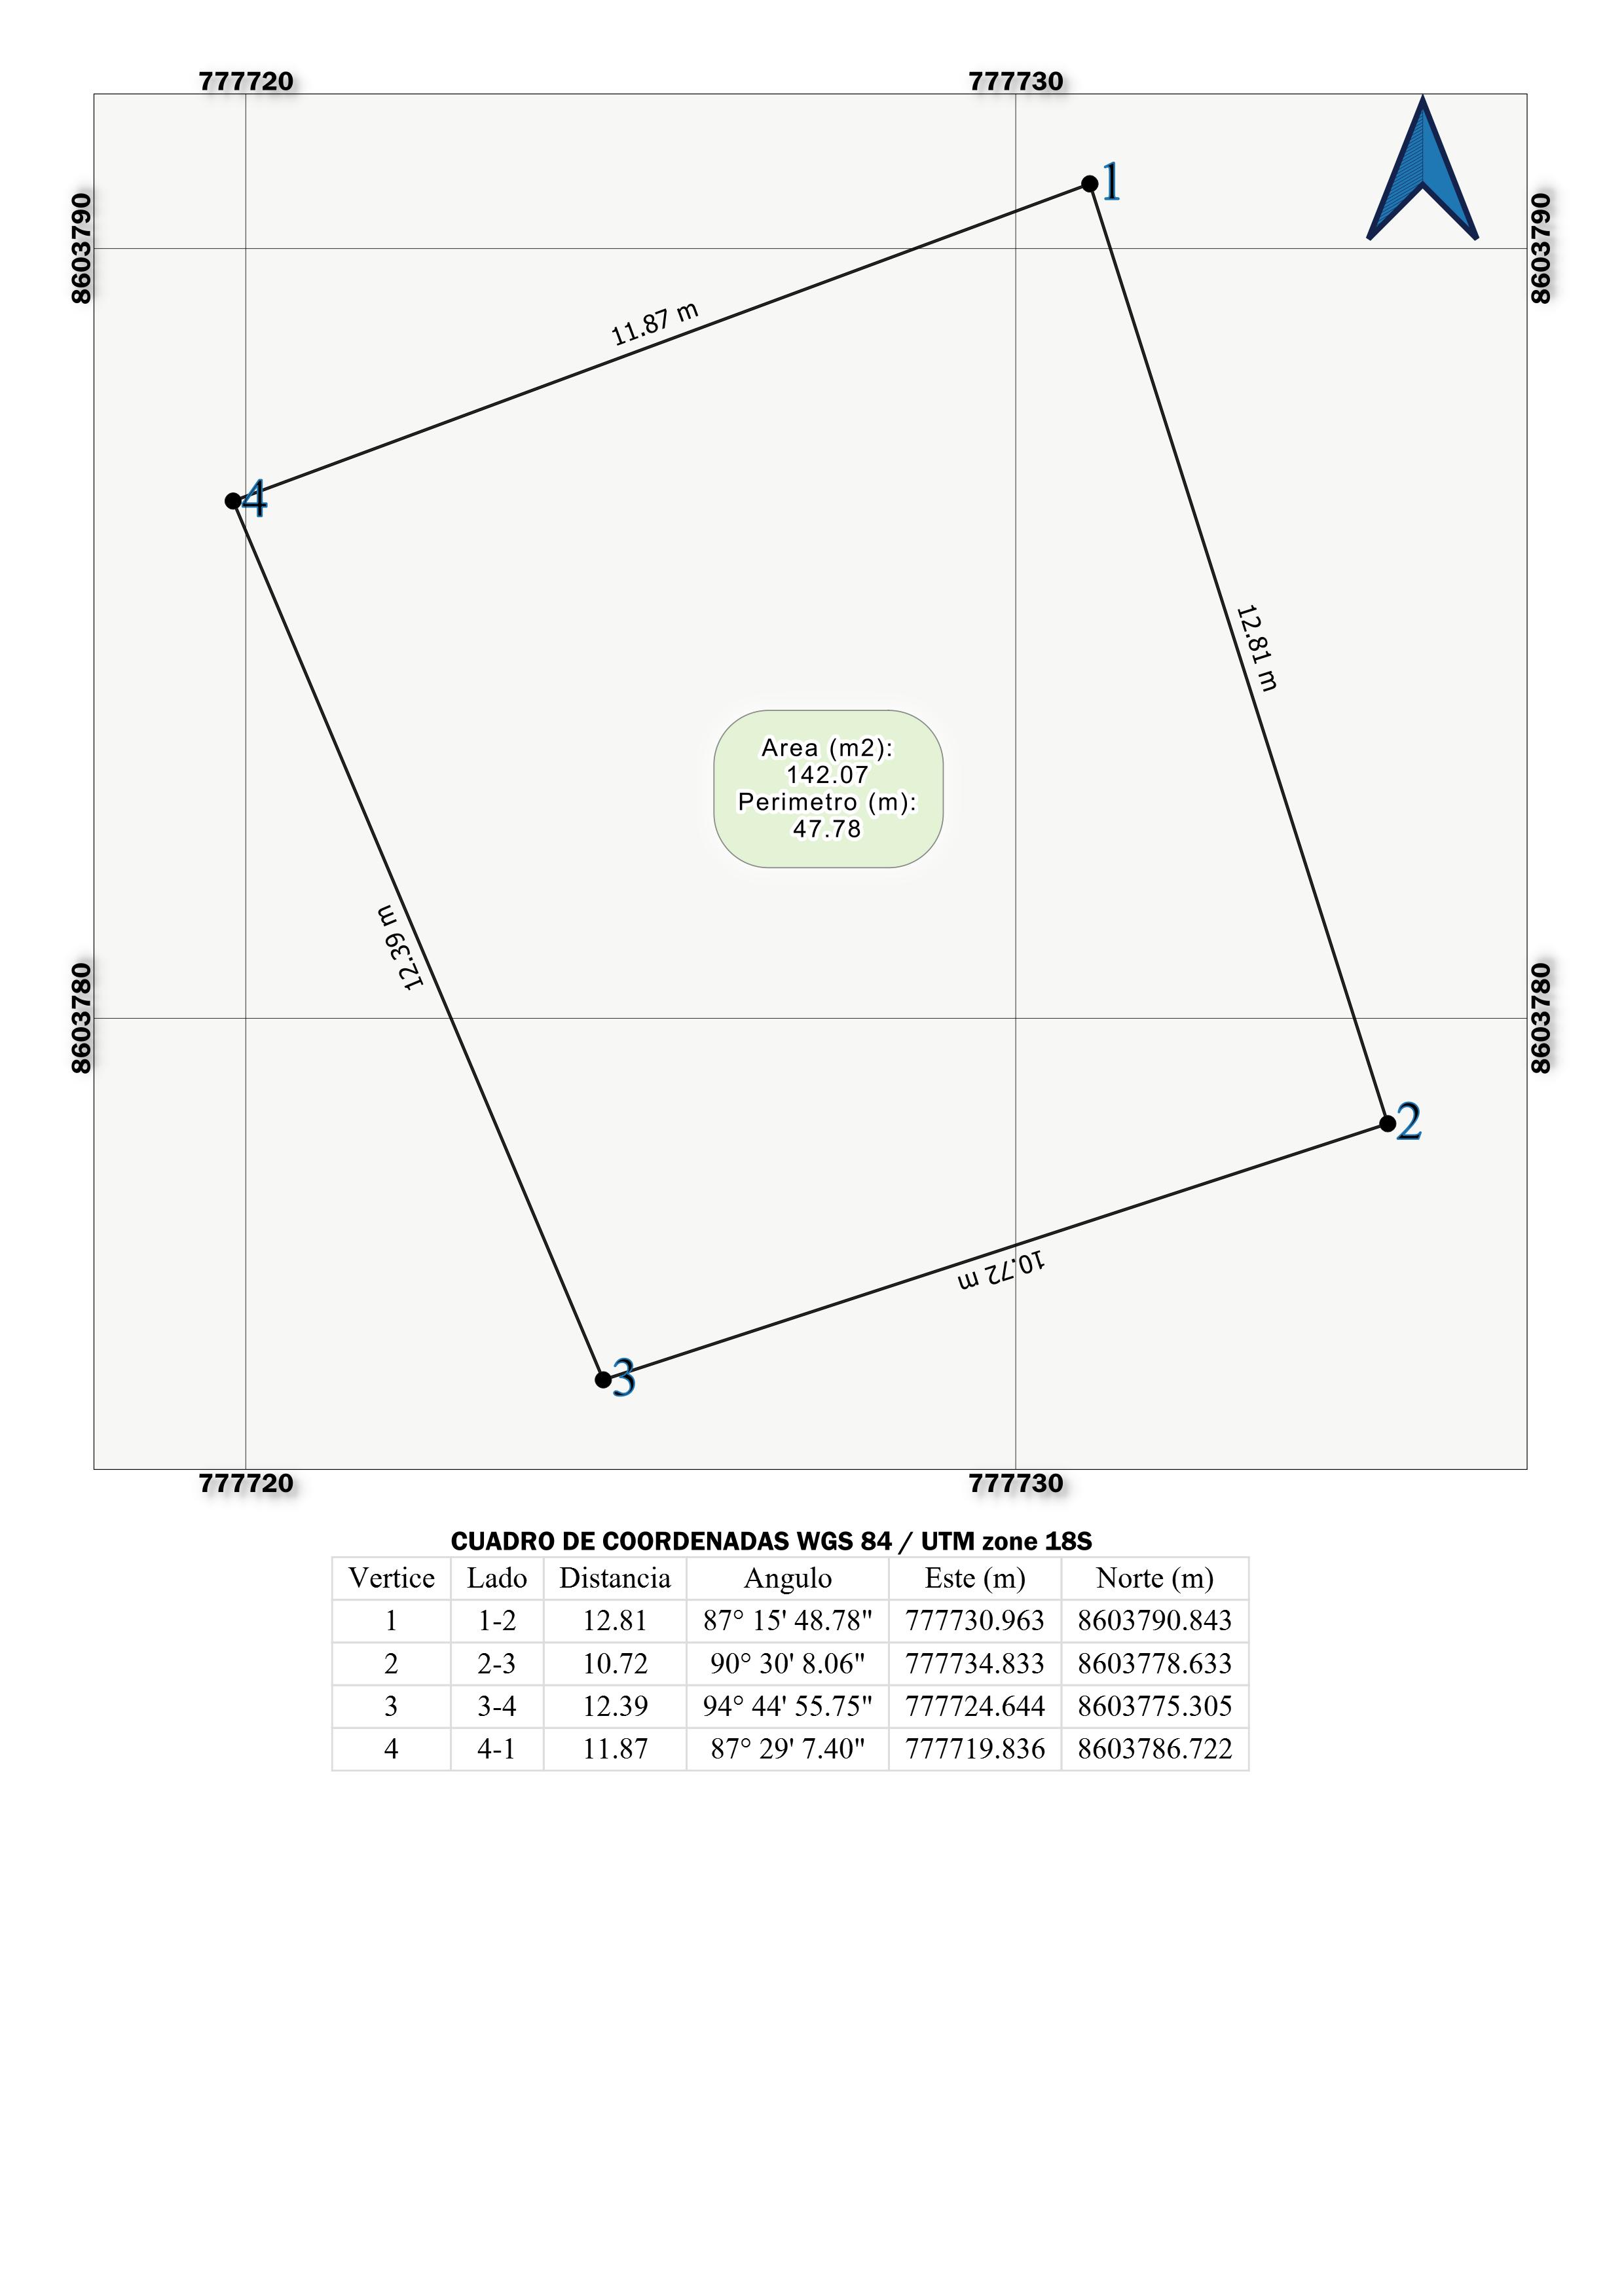 777720 777730
8603790 8603790
1
11.87 m
4
12.81 m
Area (m2):
142.07
Perimetro (m):
47.78
12.39 m
8603780 8603780
2
10.72 m
3
777720 777730
CUADRO DE COORDENADAS WGS 84 / UTM zone 18S
Vertice Lado Distancia Angulo Este (m) Norte (m)
1 1-2 12.81 87° 15' 48.78" 777730.963 8603790.843
2 2-3 10.72 90° 30' 8.06" 777734.833 8603778.633
3 3-4 12.39 94° 44' 55.75" 777724.644 8603775.305
4 4-1 11.87 87° 29' 7.40" 777719.836 8603786.722